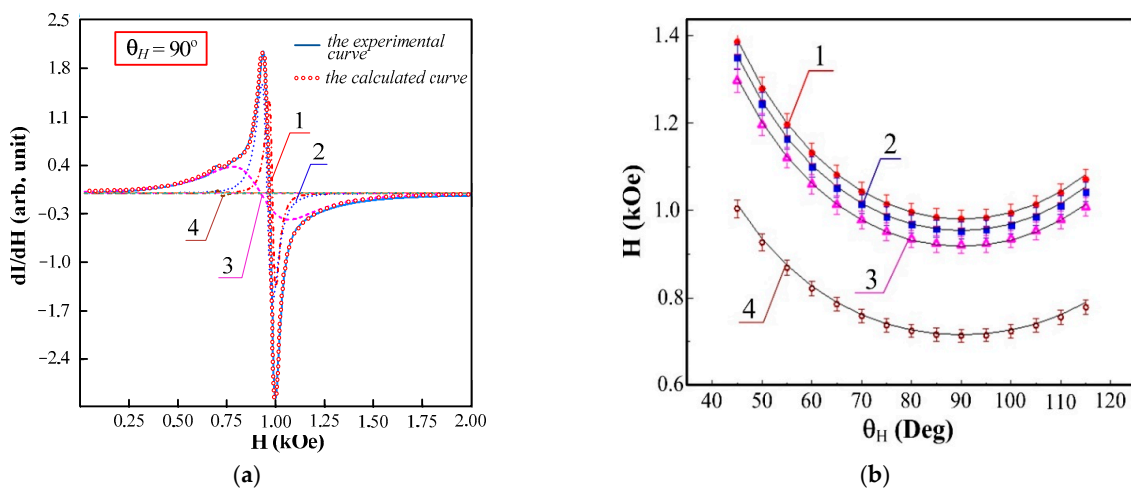 2.5
1.8
1.1
0.4
−0.3
−1.0
−1.7
−2.4
dI/dH (arb. unit)
θH = 90°
the experimental
curve
the calculated curve
1
2
3
4
0.25 0.50 0.75 1.00 1.25 1.50 1.75 2.00
H (kOe)
(a)
1.4
1.2
1.0
0.8
0.6
H (kOe)
1
2
3
4
40 50 60 70 80 90 100 110 120
θH (Deg)
(b)